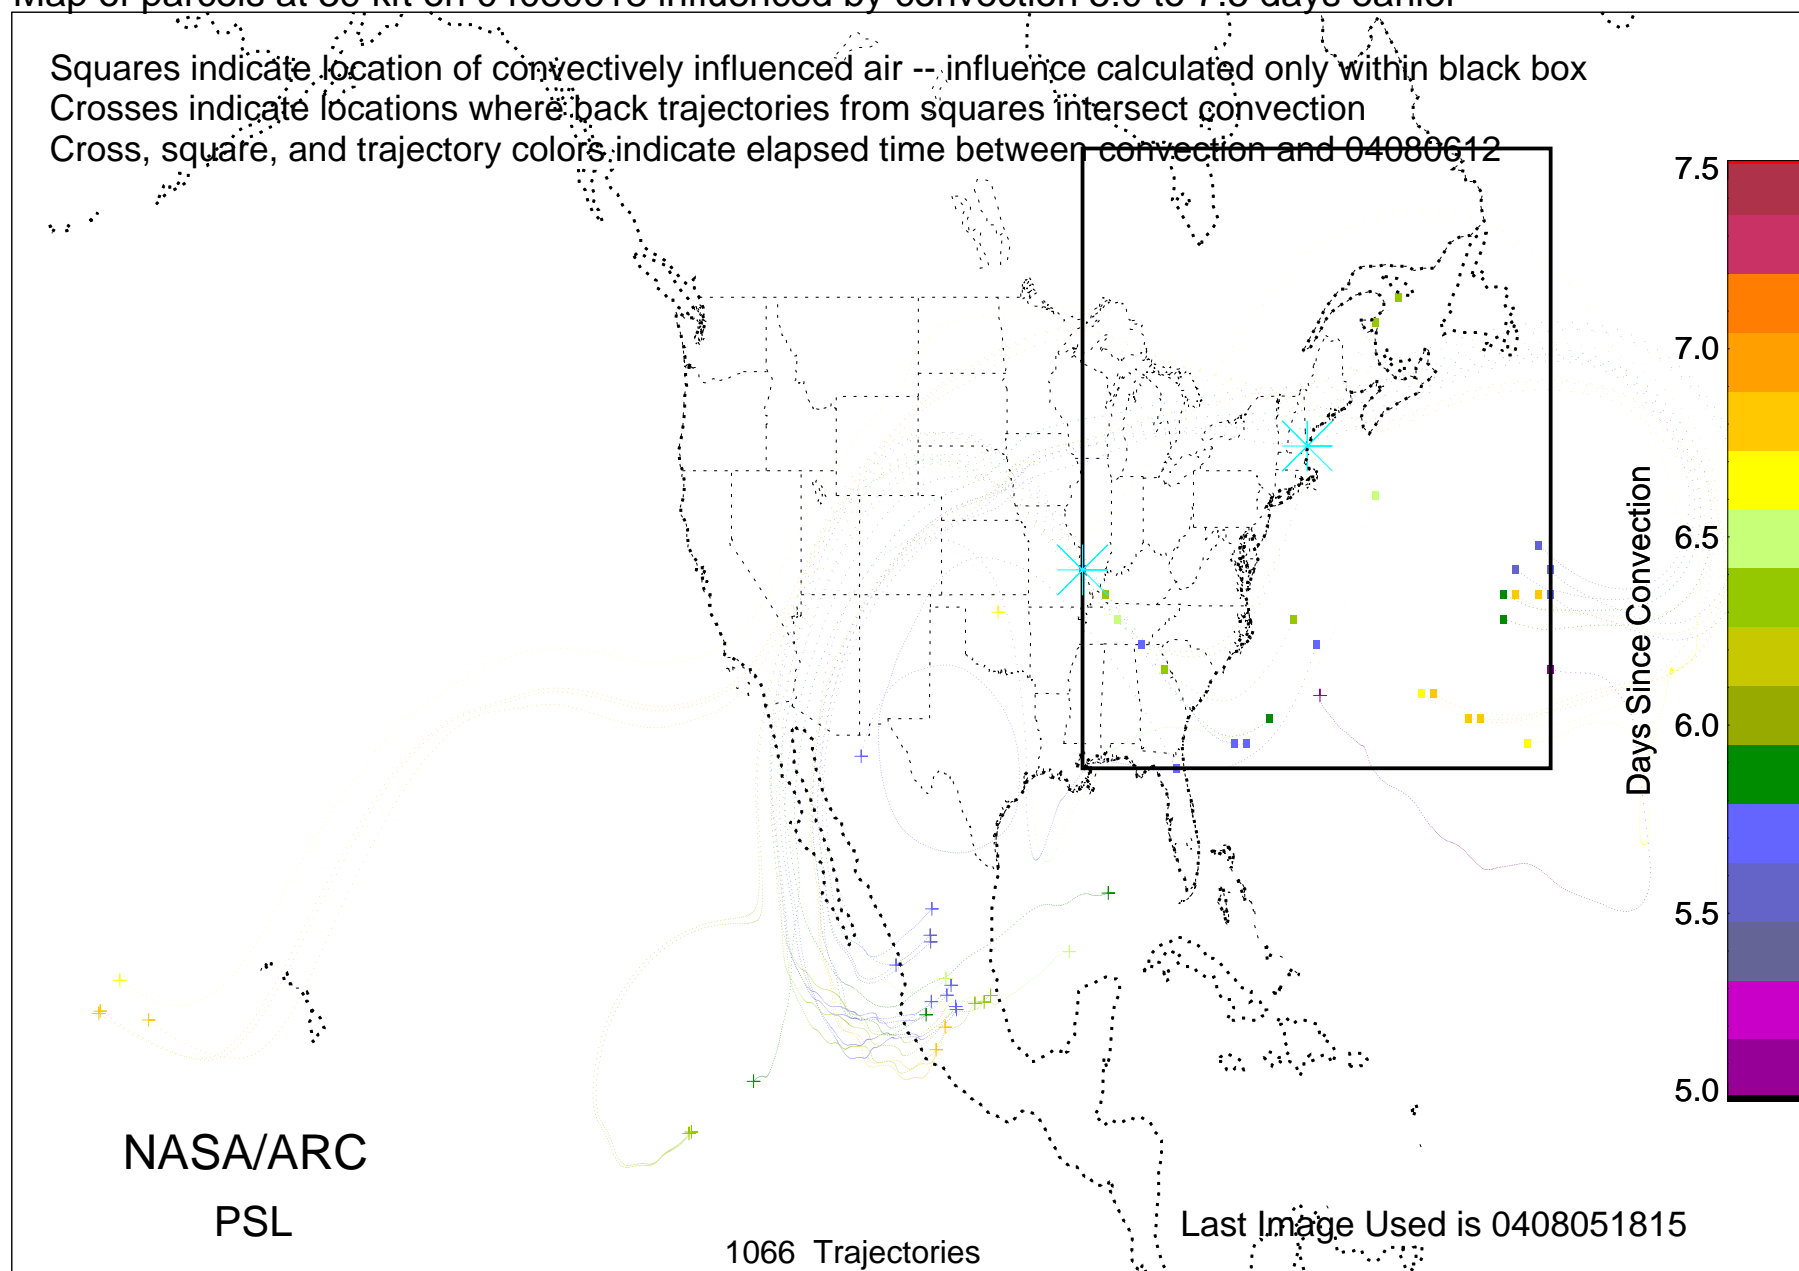 Squares indicate location of convectively influenced air -- influence calculated only within black box
Crosses indicate locations where back trajectories from squares intersect convection
Cross, square, and trajectory colors indicate elapsed time between convection and 04080612
7.5
7.0
6.5
6.0
5.5
5.0
Days Since Convection
NASA/ARC
PSL
1066 Trajectories
Last Image Used is 0408051815